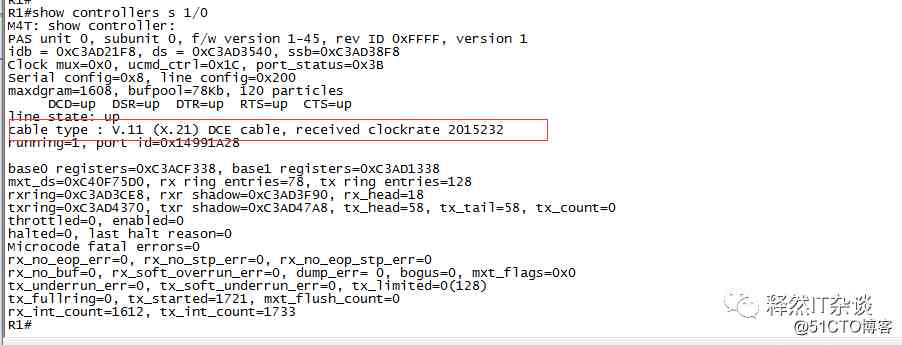 R1#
R1#show controllers s 1/0
M4T: show controller:
PAS unit 0, subunit 0, f/w version 1-45, rev ID 0xFFFF, version 1
idb = 0xC3AD21F8, ds = 0xC3AD3540, ssb=0xC3AD38F8
Clock mux=0x0, ucmd_ctrl=0x1C, port_status=0x3B
Serial config=0x8, line config=0x200
maxdgram=1608, bufpool=78Kb, 120 particles
DCD=up DSR=up DTR=up RTS=up CTS=up
line state: up
cable type : V.11 (X.21) DCE cable, received clockrate 2015232
running=1, port id=0x14991A28
base0 registers=0xC3ACF338, base1 registers=0xC3AD1338
mxt_ds=0xC40F75D0, rx ring entries=78, tx ring entries=128
rxring=0xC3AD3CE8, rxr shadow=0xC3AD3F90, rx_head=18
txring=0xC3AD4370, txr shadow=0xC3AD47A8, tx_head=58, tx_tail=58, tx_count=0
throttled=0, enabled=0
halted=0, last halt reason=0
Microcode fatal errors=0
rx_no_eop_err=0, rx_no_stp_err=0, rx_no_eop_stp_err=0
rx_no_buf=0, rx_soft_overrun_err=0, dump_err= 0, bogus=0, mxt_flags=0x0
tx_underrun_err=0, tx_soft_underrun_err=0, tx_limited=0(128)
tx_fullring=0, tx_started=1721, mxt_flush_count=0
rx_int_count=1612, tx_int_count=1733
R1#
释然IT杂谈
@51CTO博客